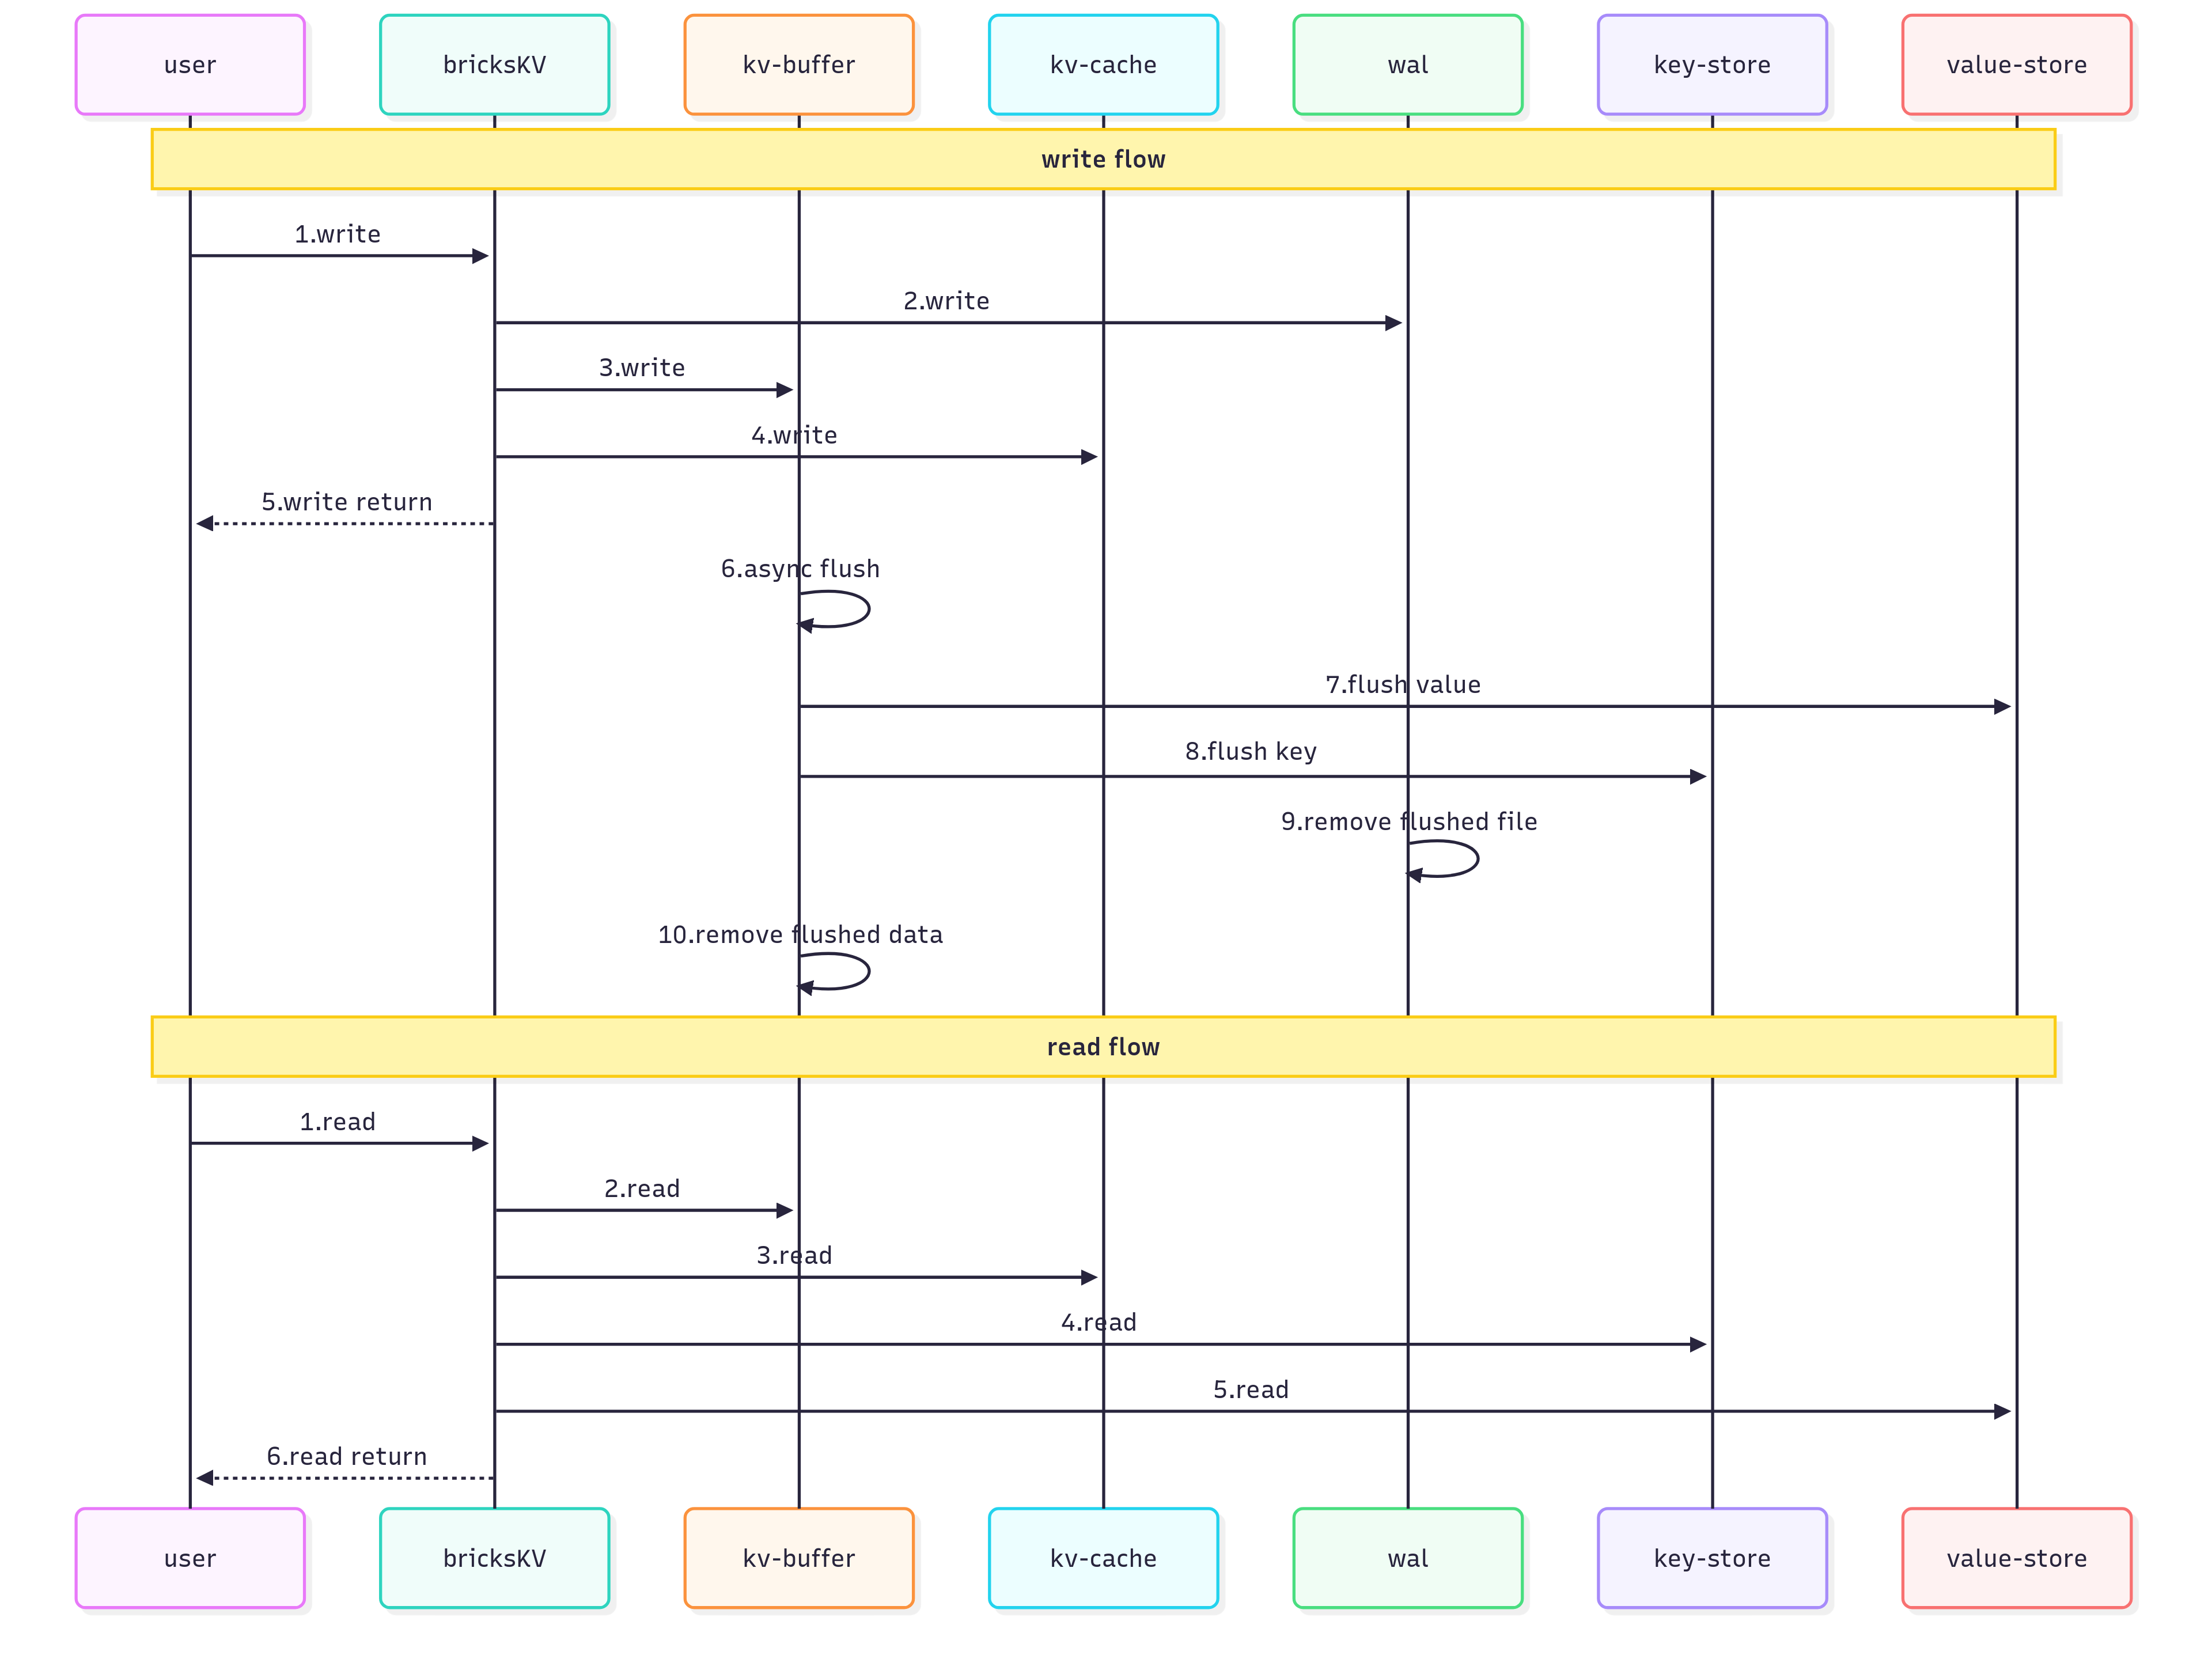 user
bricksKV
kv-buffer
kv-cache
wal
key-store
value-store
write flow
1.write
2.write
3.write
4.write
5.write return
6.async flush
7.flush value
8.flush key
9.remove flushed file
10.remove flushed data
read flow
1.read
2.read
3.read
4.read
5.read
6.read return
user
bricksKV
kv-buffer
kv-cache
wal
key-store
value-store